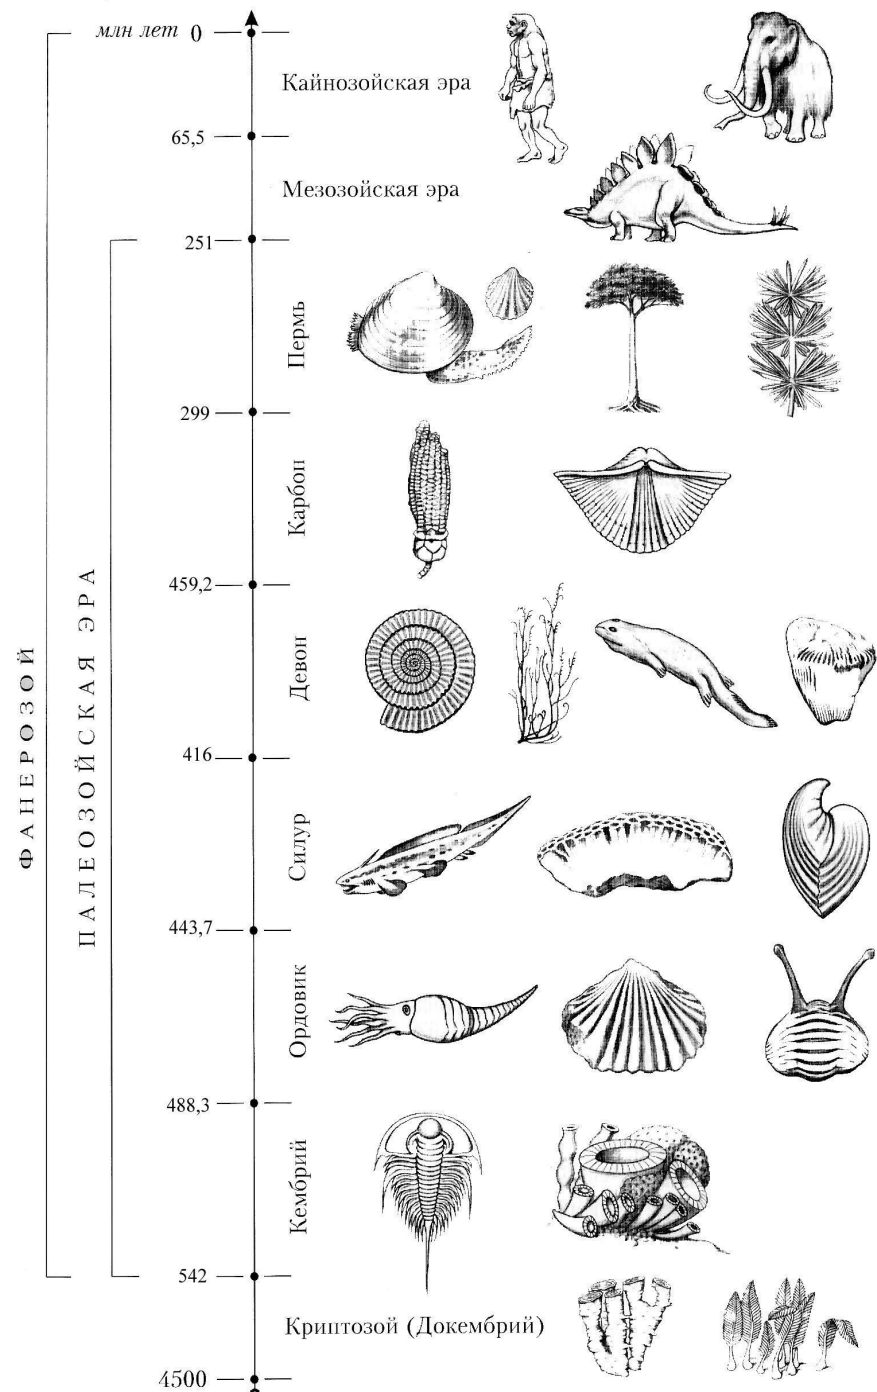 млн лет 0
Кайнозойская эра
65,5
Мезозойская эра
251
Пермь
299
Карбон
459,2
Девон
416
Силур
443,7
Ордовик
488,3
Кембрий
542
Криптозой (Докембрий)
4500
ПАЛЕОЗОЙСКАЯ ЭРА
ФАНЕРОЗОЙ